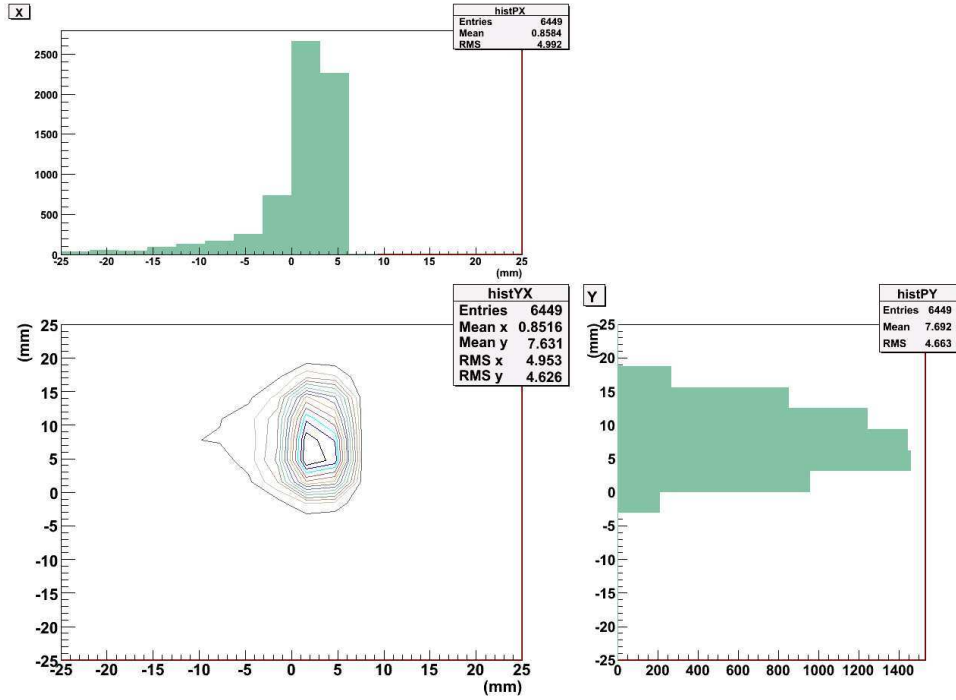 X
histPX
Entries 6449
Mean 0.8584
RMS 4.992
2500
2000
1500
1000
500
0
-25 -20 -15 -10 -5 0 5 10 15 20 25
(mm)
histYX
Entries 6449
Mean x 0.8516
Mean y 7.631
RMS x 4.953
RMS y 4.626
(mm)
25
20
15
10
5
0
-5
-10
-15
-20
-25
-25 -20 -15 -10 -5 0 5 10 15 20 25
(mm)
Y
histPY
Entries 6449
Mean 7.692
RMS 4.663
(mm)
25
20
15
10
5
0
-5
-10
-15
-20
-25
0 200 400 600 800 1000 1200 1400